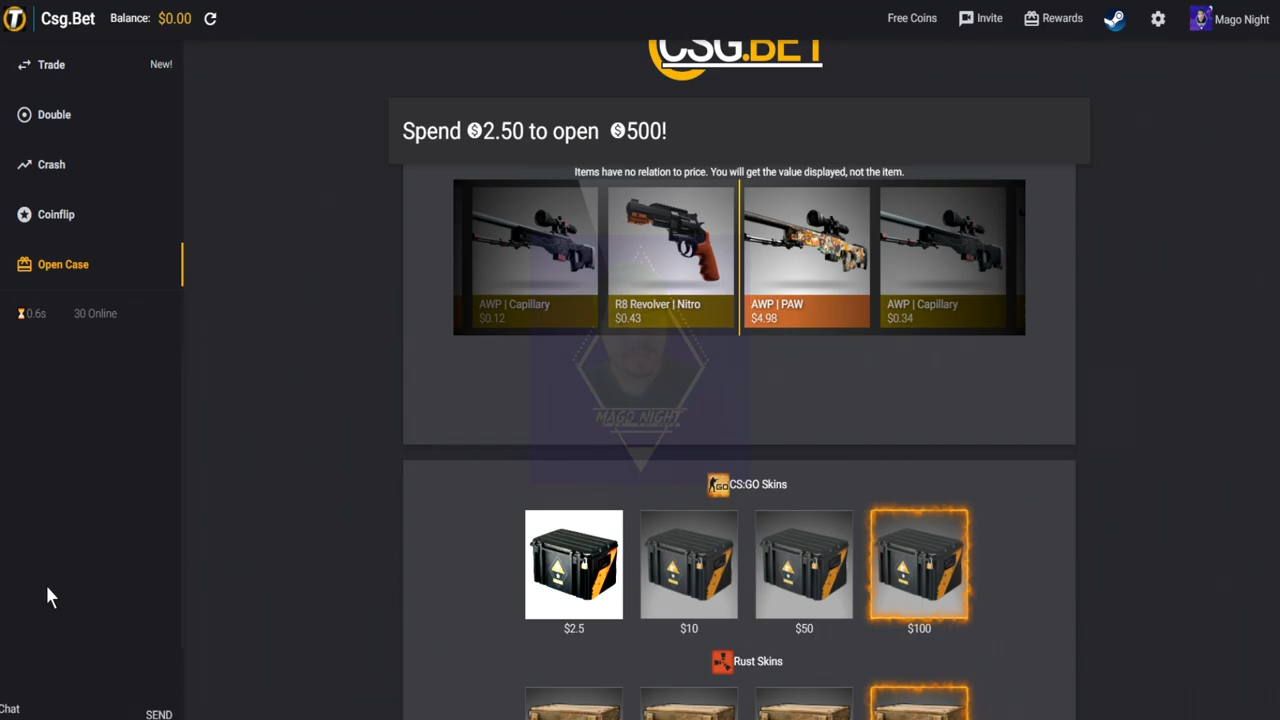 Csg.Bet
Balance: $0.00
Free Coins
Invite
Rewards
Mago Night
Trade
New!
Double
Crash
Coinflip
Open Case
0.6s
30 Online
CSG.BET
Spend $2.50 to open $500!
Items have no relation to price. You will get the value displayed, not the item.
AWP | Capillary
$0.12
R8 Revolver | Nitro
$0.43
AWP | PAW
$4.98
AWP | Capillary
$0.34
MAGO NIGHT
GO
CS:GO Skins
$2.5
$10
$50
$100
Rust Skins
Chat
SEND